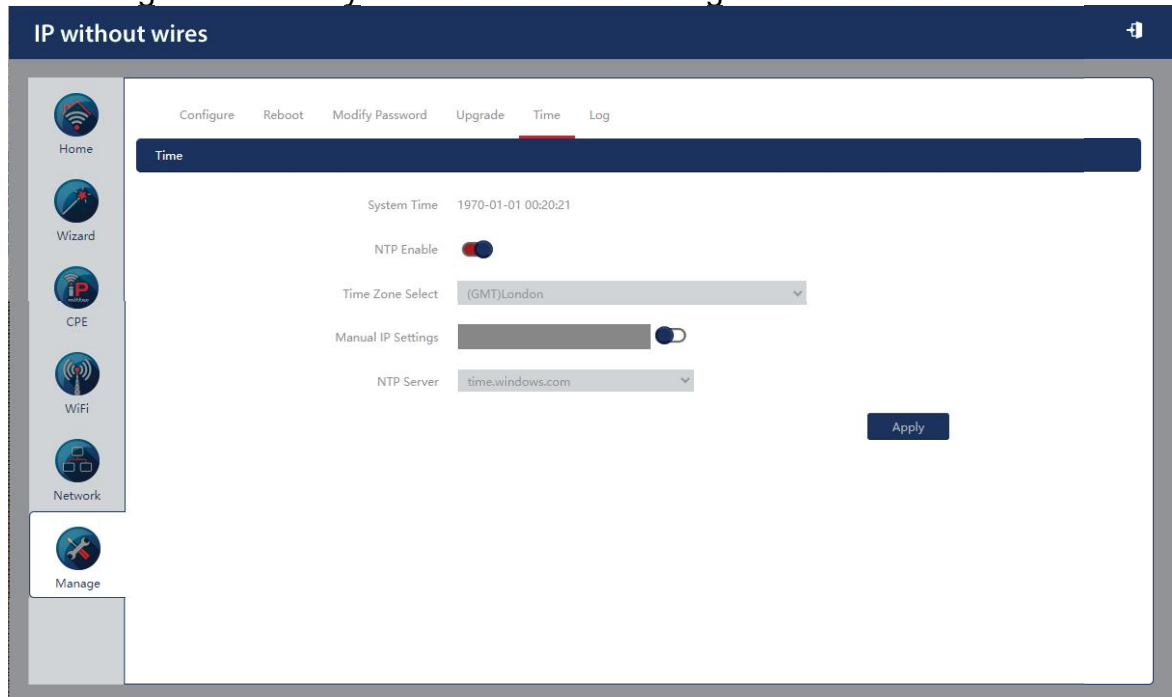 IP without wires
Configure Reboot Modify Password Upgrade Time Log
Home
Time
System Time 1970-01-01 00:20:21
Wizard
NTP Enable
Time Zone Select (GMT)London
iP
CPE
Manual IP Settings
NTP Server time.windows.com
WiFi
Apply
Network
Manage